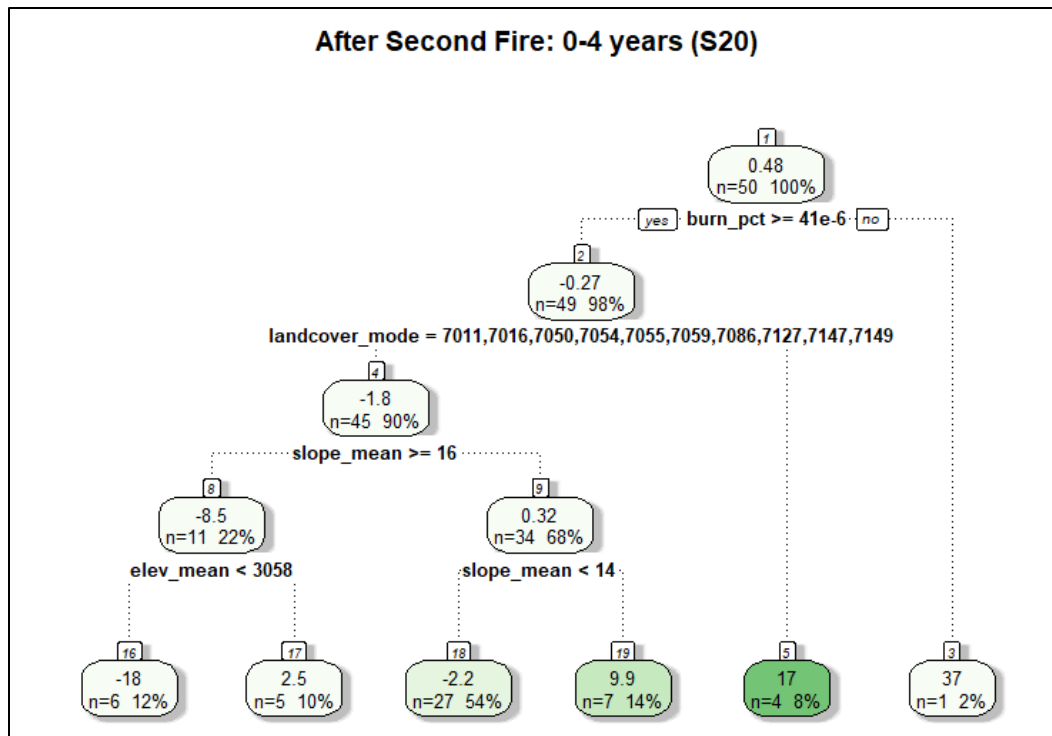 After Second Fire: 0-4 years (S20)
1
0.48
n=50 100%
yes burn_pct >= 41e-6 no
2
-0.27
n=49 98%
landcover_mode = 7011,7016,7050,7054,7055,7059,7086,7127,7147,7149
4
-1.8
n=45 90%
slope_mean >= 16
8
-8.5
n=11 22%
9
0.32
n=34 68%
elev_mean < 3058
slope_mean < 14
16
-18
n=6 12%
17
2.5
n=5 10%
18
-2.2
n=27 54%
19
9.9
n=7 14%
5
17
n=4 8%
3
37
n=1 2%